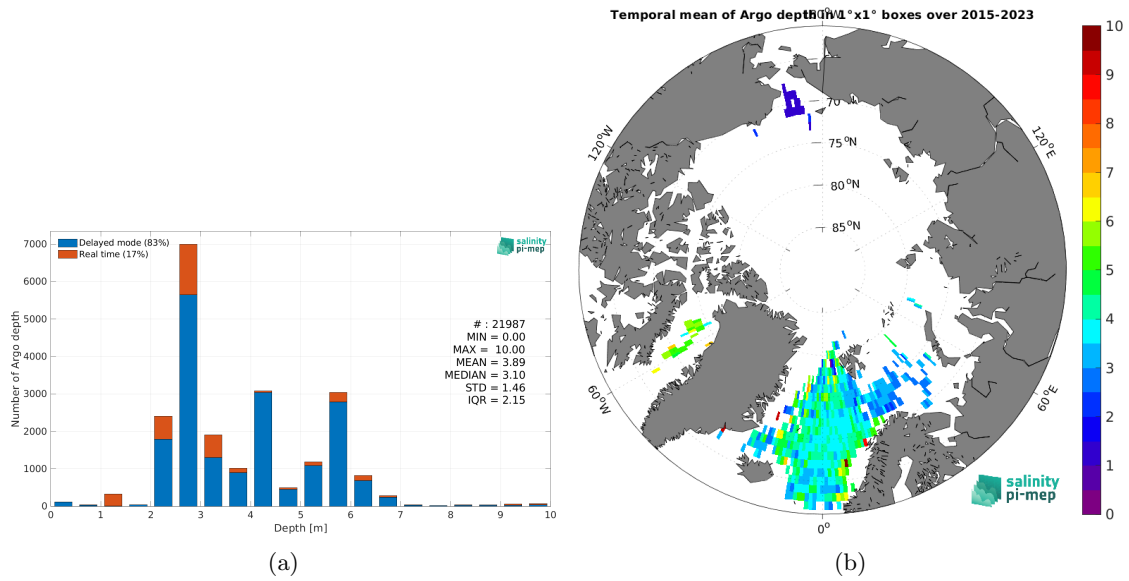 Delayed mode (83%)
Real time (17%)
salinity
pi-mep
# : 21987
MIN = 0.00
MAX = 10.00
MEAN = 3.89
MEDIAN = 3.10
STD = 1.46
IQR = 2.15
Number of Argo depth
7000
6000
5000
4000
3000
2000
1000
0
0 1 2 3 4 5 6 7 8 9 10
Depth [m]
(a)
Temporal mean of Argo depth in 1°x1° boxes over 2015-2023
180°W
120°W
120°E
60°W
60°E
0°
70°N
75°N
80°N
85°N
10
9
8
7
6
5
4
3
2
1
0
salinity
pi-mep
(b)